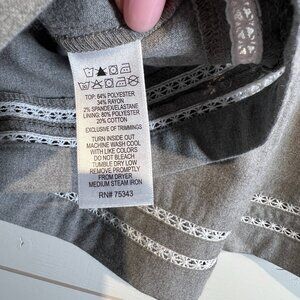 TOP: 64% POLYESTER
34% RAYON
2% SPANDEX/ELASTANE
LINING: 80% POLYESTER
20% COTTON
EXCLUSIVE OF TRIMMINGS
TURN INSIDE OUT
MACHINE WASH COOL
WITH LIKE COLORS
DO NOT BLEACH
TUMBLE DRY LOW
REMOVE PROMPTLY
FROM DRYER
MEDIUM STEAM IRON
RN# 75343